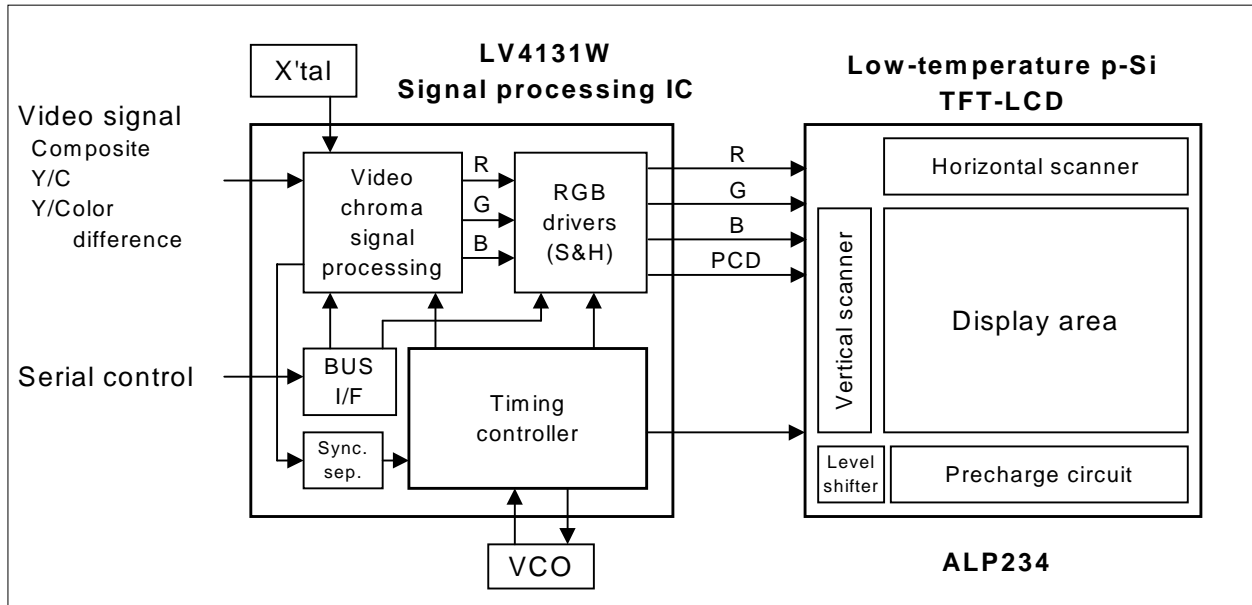 X'tal
LV4131W
Signal processing IC
Low-temperature p-Si
TFT-LCD
Video signal
Composite
Y/C
Y/Color
difference
Video
chroma
signal
processing
R
G
B
RGB
drivers
(S&H)
R
G
B
PCD
Horizontal scanner
Vertical scanner
Display area
Serial control
BUS
I/F
Timing
controller
Sync.
sep.
Level
shifter
Precharge circuit
VCO
ALP234